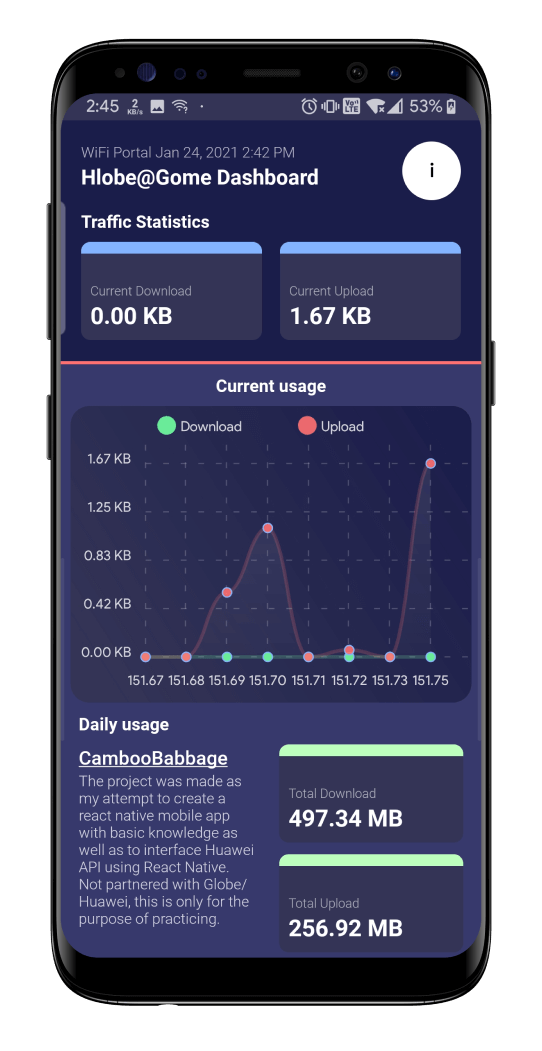 2:45 2 KB/s Vo)) LTE 53%
WiFi Portal Jan 24, 2021 2:42 PM
Hlobe@Gome Dashboard
i
Traffic Statistics
Current Download
0.00 KB
Current Upload
1.67 KB
Current usage
Download Upload
1.67 KB
1.25 KB
0.83 KB
0.42 KB
0.00 KB
151.67 151.68 151.69 151.70 151.71 151.72 151.73 151.75
Daily usage
CambooBabbage
The project was made as
my attempt to create a
react native mobile app
with basic knowledge as
well as to interface Huawei
API using React Native.
Not partnered with Globe/
Huawei, this is only for the
purpose of practicing.
Total Download
497.34 MB
Total Upload
256.92 MB